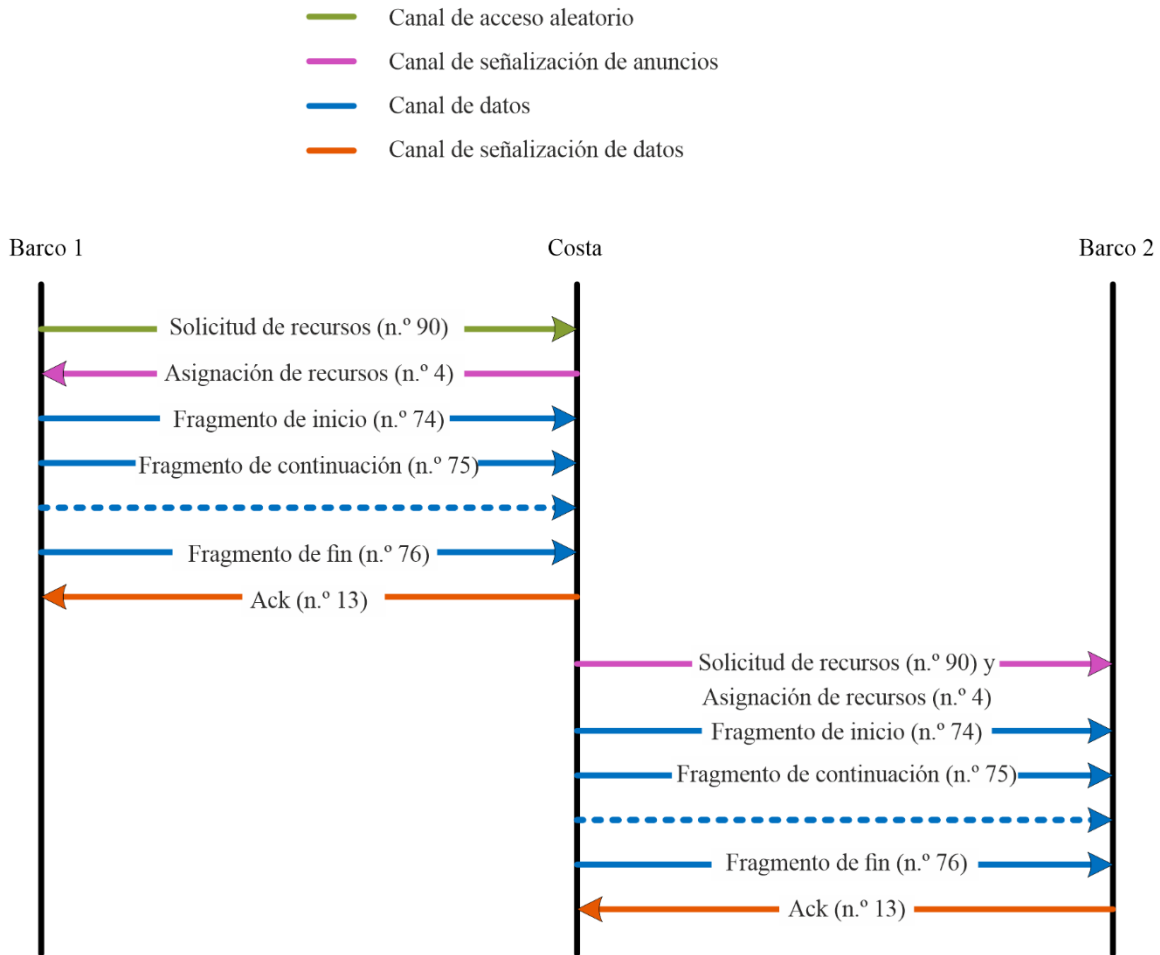 Canal de acceso aleatorio
Canal de señalización de anuncios
Canal de datos
Canal de señalización de datos
Barco 1
Costa
Barco 2
Solicitud de recursos (n.º 90)
Asignación de recursos (n.º 4)
Fragmento de inicio (n.º 74)
Fragmento de continuación (n.º 75)
Fragmento de fin (n.º 76)
Ack (n.º 13)
Solicitud de recursos (n.º 90) y
Asignación de recursos (n.º 4)
Fragmento de inicio (n.º 74)
Fragmento de continuación (n.º 75)
Fragmento de fin (n.º 76)
Ack (n.º 13)